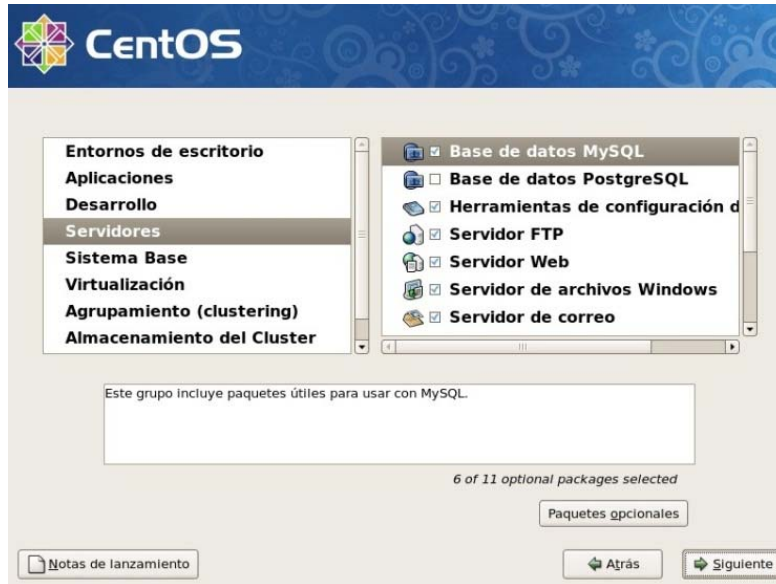 CentOS
Entornos de escritorio
Aplicaciones
Desarrollo
Servidores
Sistema Base
Virtualización
Agrupamiento (clustering)
Almacenamiento del Cluster
Base de datos MySQL
Base de datos PostgreSQL
Herramientas de configuración d
Servidor FTP
Servidor Web
Servidor de archivos Windows
Servidor de correo
Este grupo incluye paquetes útiles para usar con MySQL.
6 of 11 optional packages selected
Paquetes opcionales
Notas de lanzamiento
Atrás
Siguiente